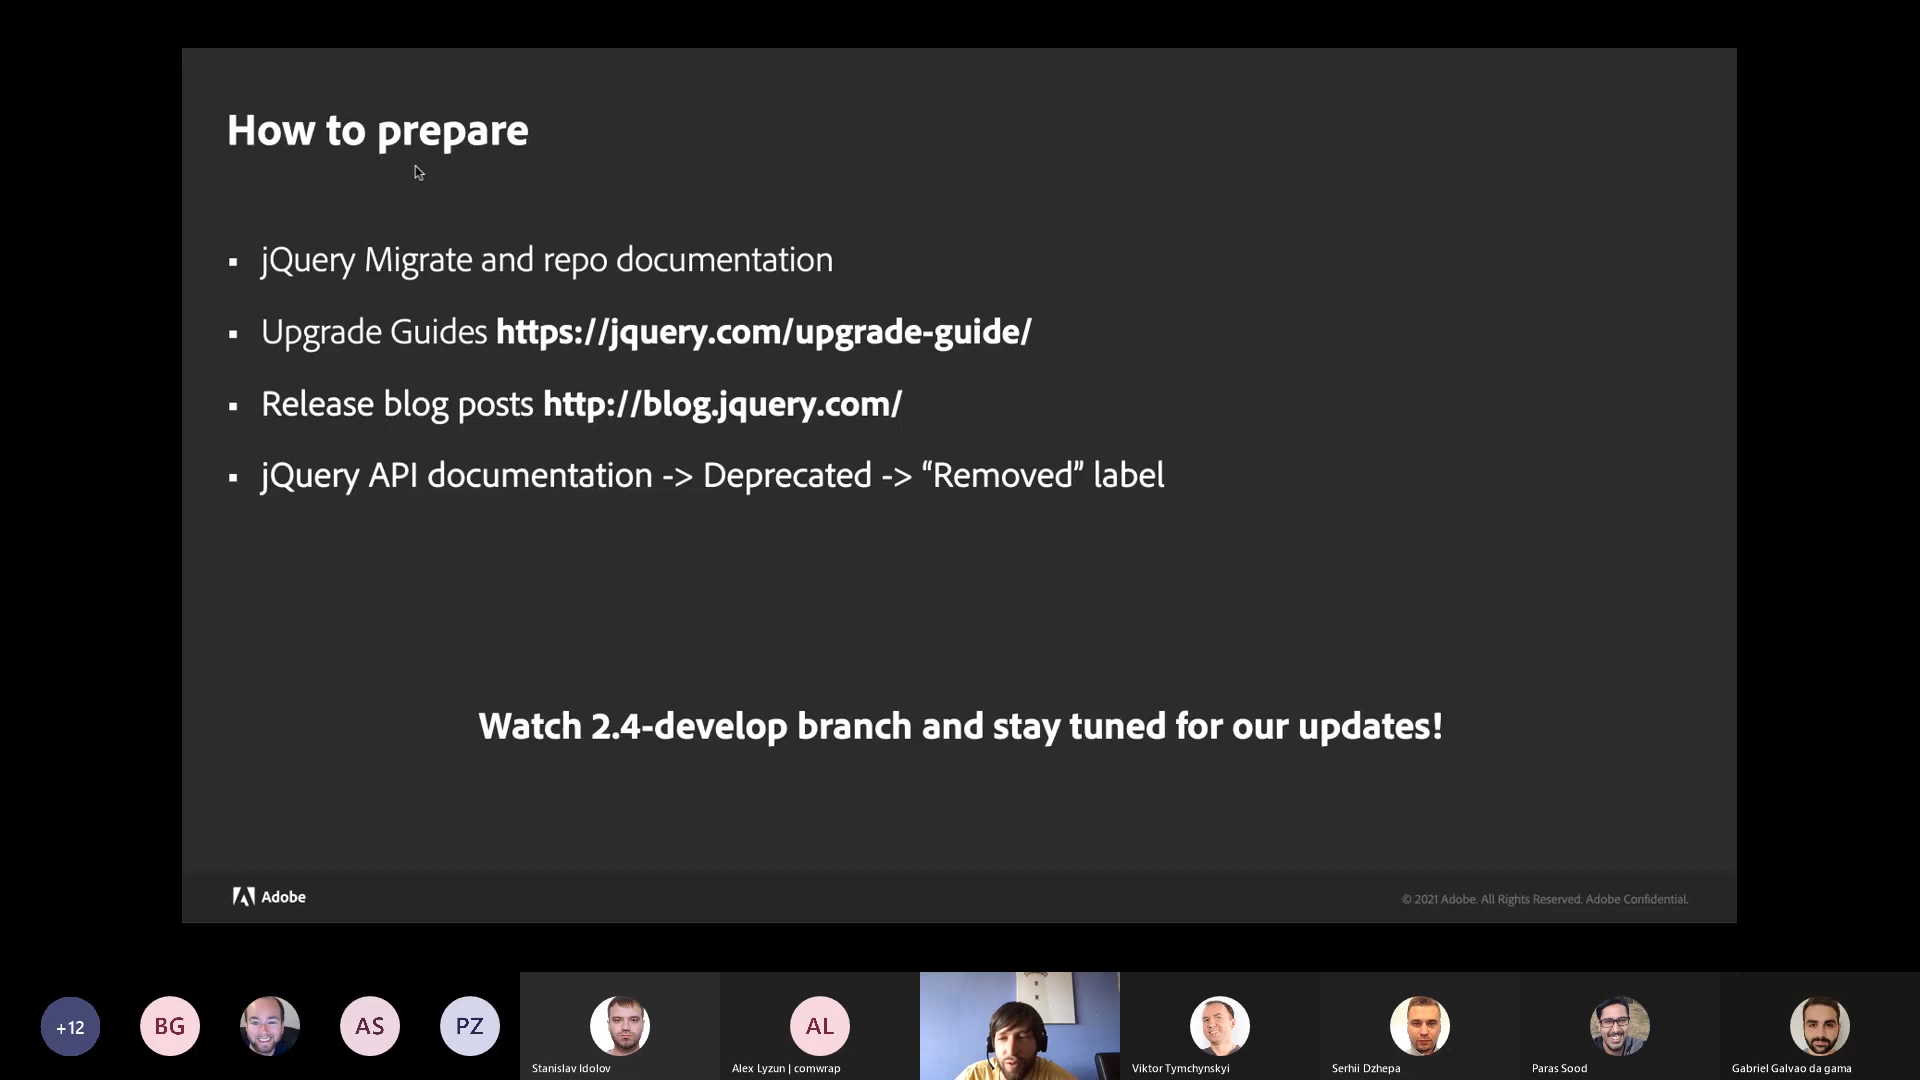 How to prepare
▪ jQuery Migrate and repo documentation
▪ Upgrade Guides https://jquery.com/upgrade-guide/
▪ Release blog posts http://blog.jquery.com/
▪ jQuery API documentation -> Deprecated -> “Removed” label
Watch 2.4-develop branch and stay tuned for our updates!
Adobe
© 2021 Adobe. All Rights Reserved. Adobe Confidential.
+12
BG
AS
PZ
AL
Stanislav Idolov
Alex Lyzun | comwrap
Viktor Tymchynskyi
Serhii Dzhepa
Paras Sood
Gabriel Galvao da gama